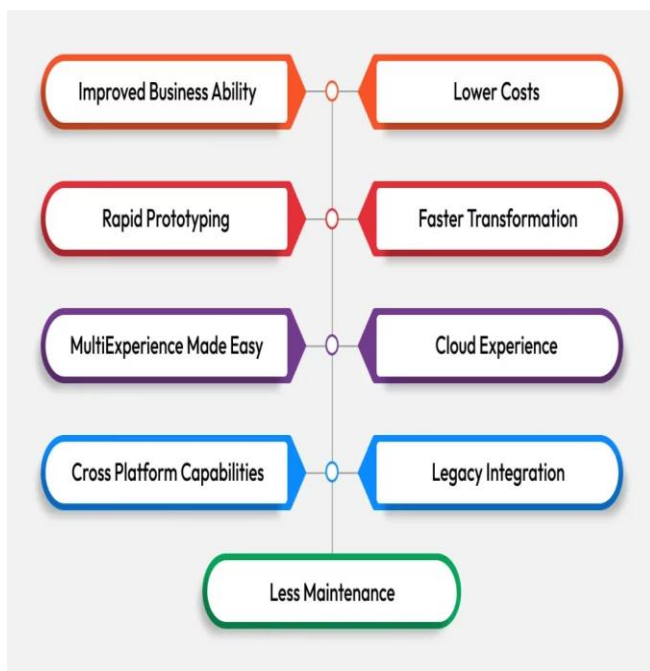 Improved Business Ability
Lower Costs
Rapid Prototyping
Faster Transformation
MultiExperience Made Easy
Cloud Experience
Cross Platform Capabilities
Legacy Integration
Less Maintenance